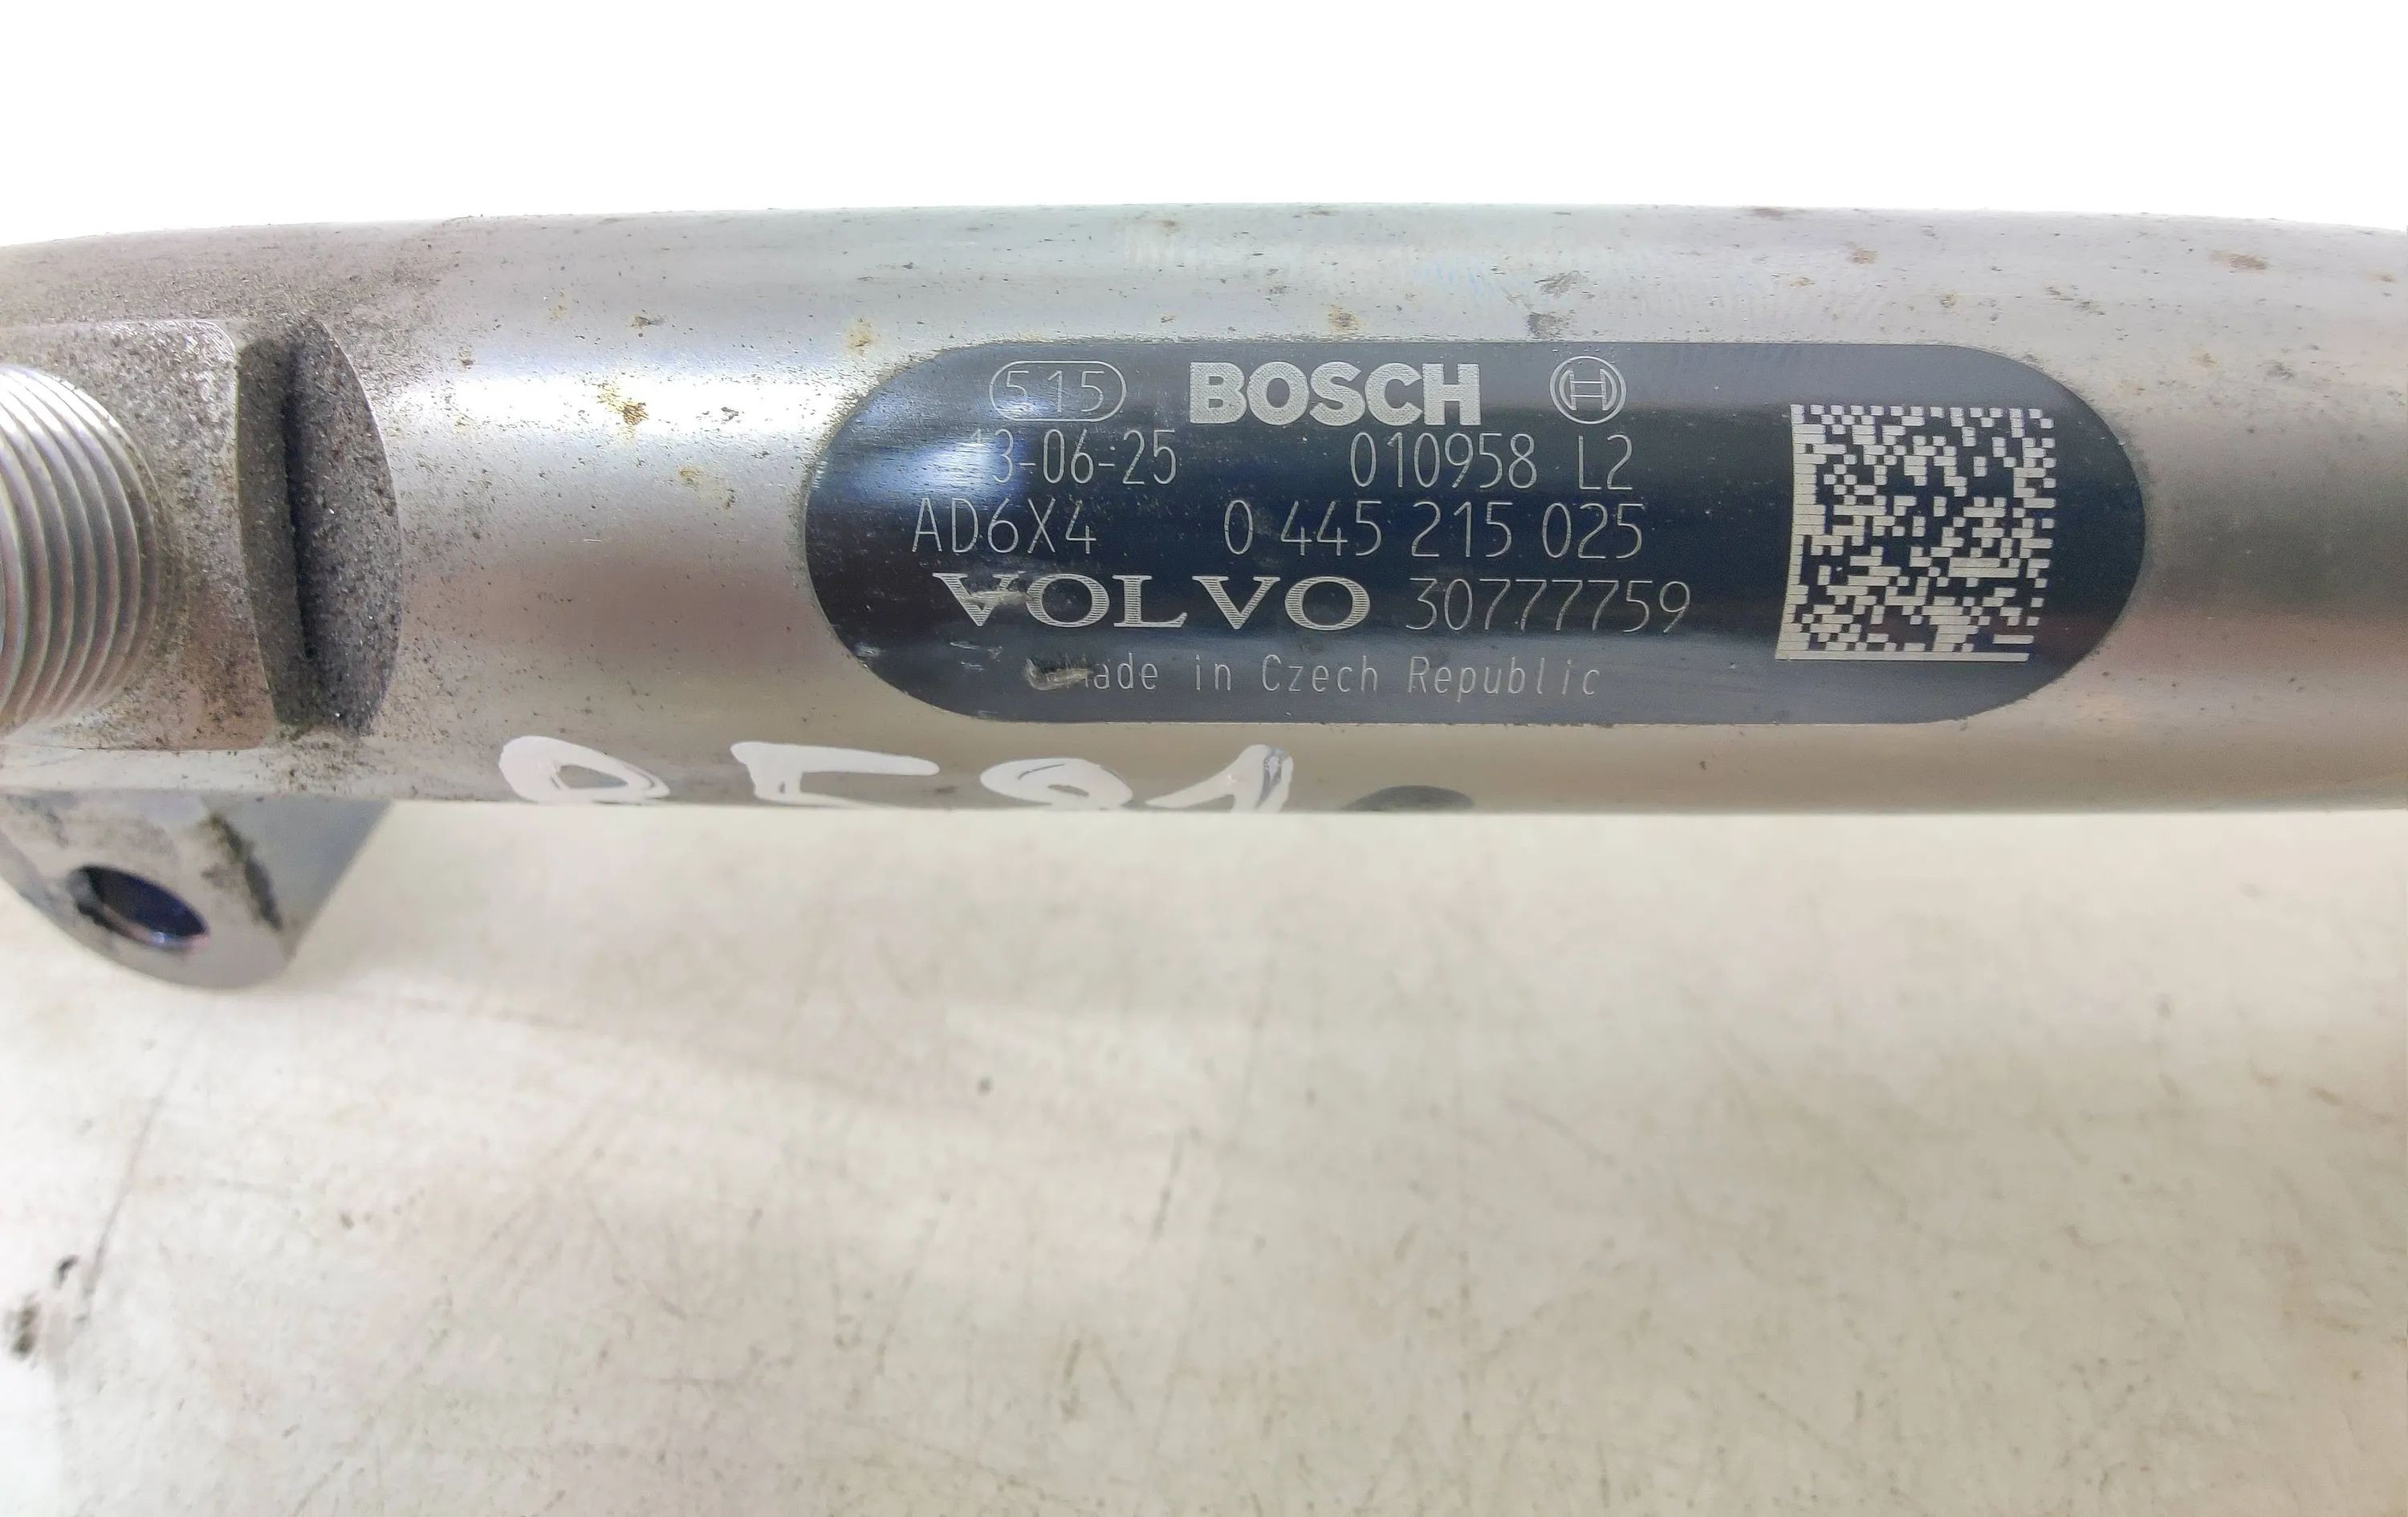 515 BOSCH
13-06-25 010958 L2
AD6X4 0 445 215 025
VOLVO 30777759
Made in Czech Republic